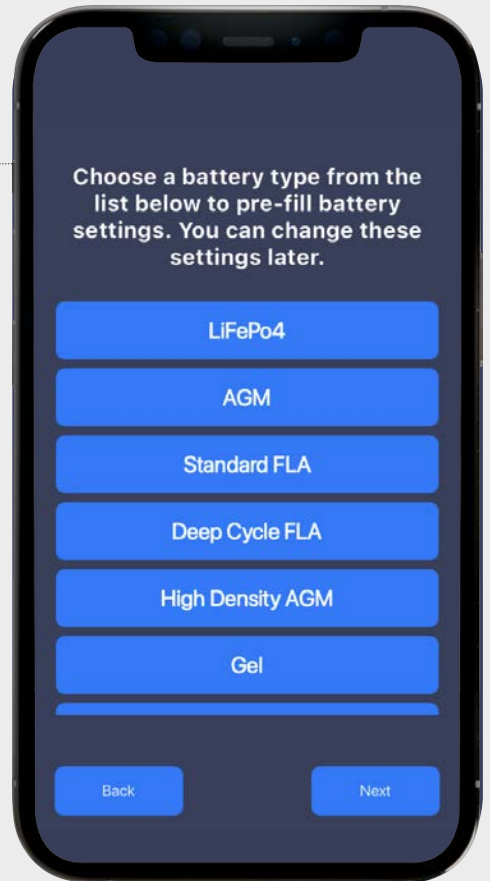 Choose a battery type from the
list below to pre-fill battery
settings. You can change these
settings later.
LiFePo4
AGM
Standard FLA
Deep Cycle FLA
High Density AGM
Gel
Back
Next